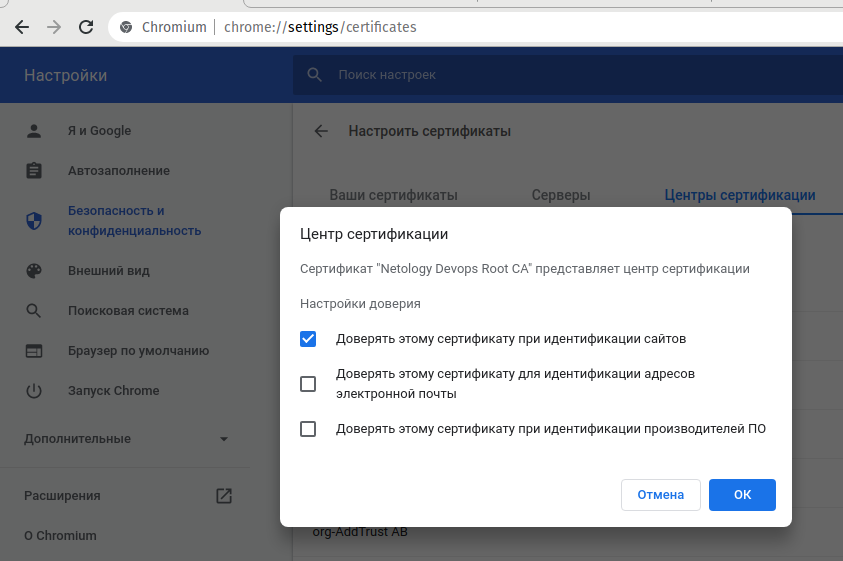 Chromium | chrome://settings/certificates
Настройки
Поиск настроек
Я и Google
Автозаполнение
Безопасность и
конфиденциальность
Внешний вид
Поисковая система
Браузер по умолчанию
Запуск Chrome
Дополнительные
Расширения
О Chromium
Настроить сертификаты
Ваши сертификаты Серверы Центры сертификации
Центр сертификации
Сертификат "Netology Devops Root CA" представляет центр сертификации
Настройки доверия
Доверять этому сертификату при идентификации сайтов
Доверять этому сертификату для идентификации адресов
электронной почты
Доверять этому сертификату при идентификации производителей ПО
Отмена ОК
org-AddTrust AB